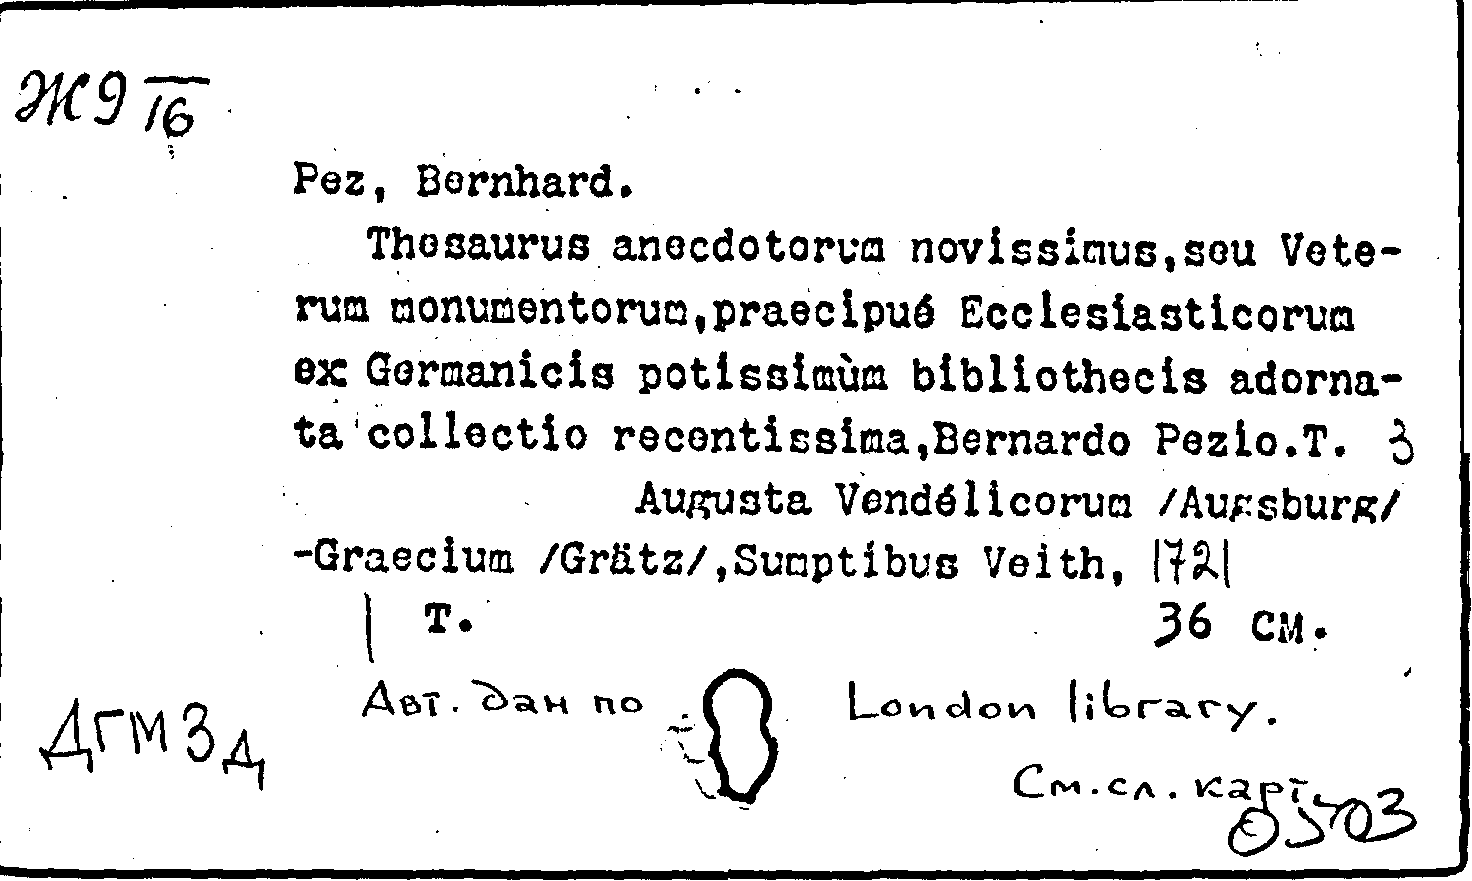 Ж9 —/16
Pez, Bernhard.
Thesaurus anecdotorum novissimus,seu Vete-
rum monumentorum,praecipué Ecclesiasticorum
ex Germanicis potissimùm bibliothecis adorna-
ta collectio recentissima,Bernardo Pezio.T. 3
Augusta Vendélicorum /Augsburg/
-Graecium /Grätz/,Sumptibus Veith, 1721
| T. 36 см.
Авт. дан по London library.
ДГМЗд
См.сл.карт.
0503